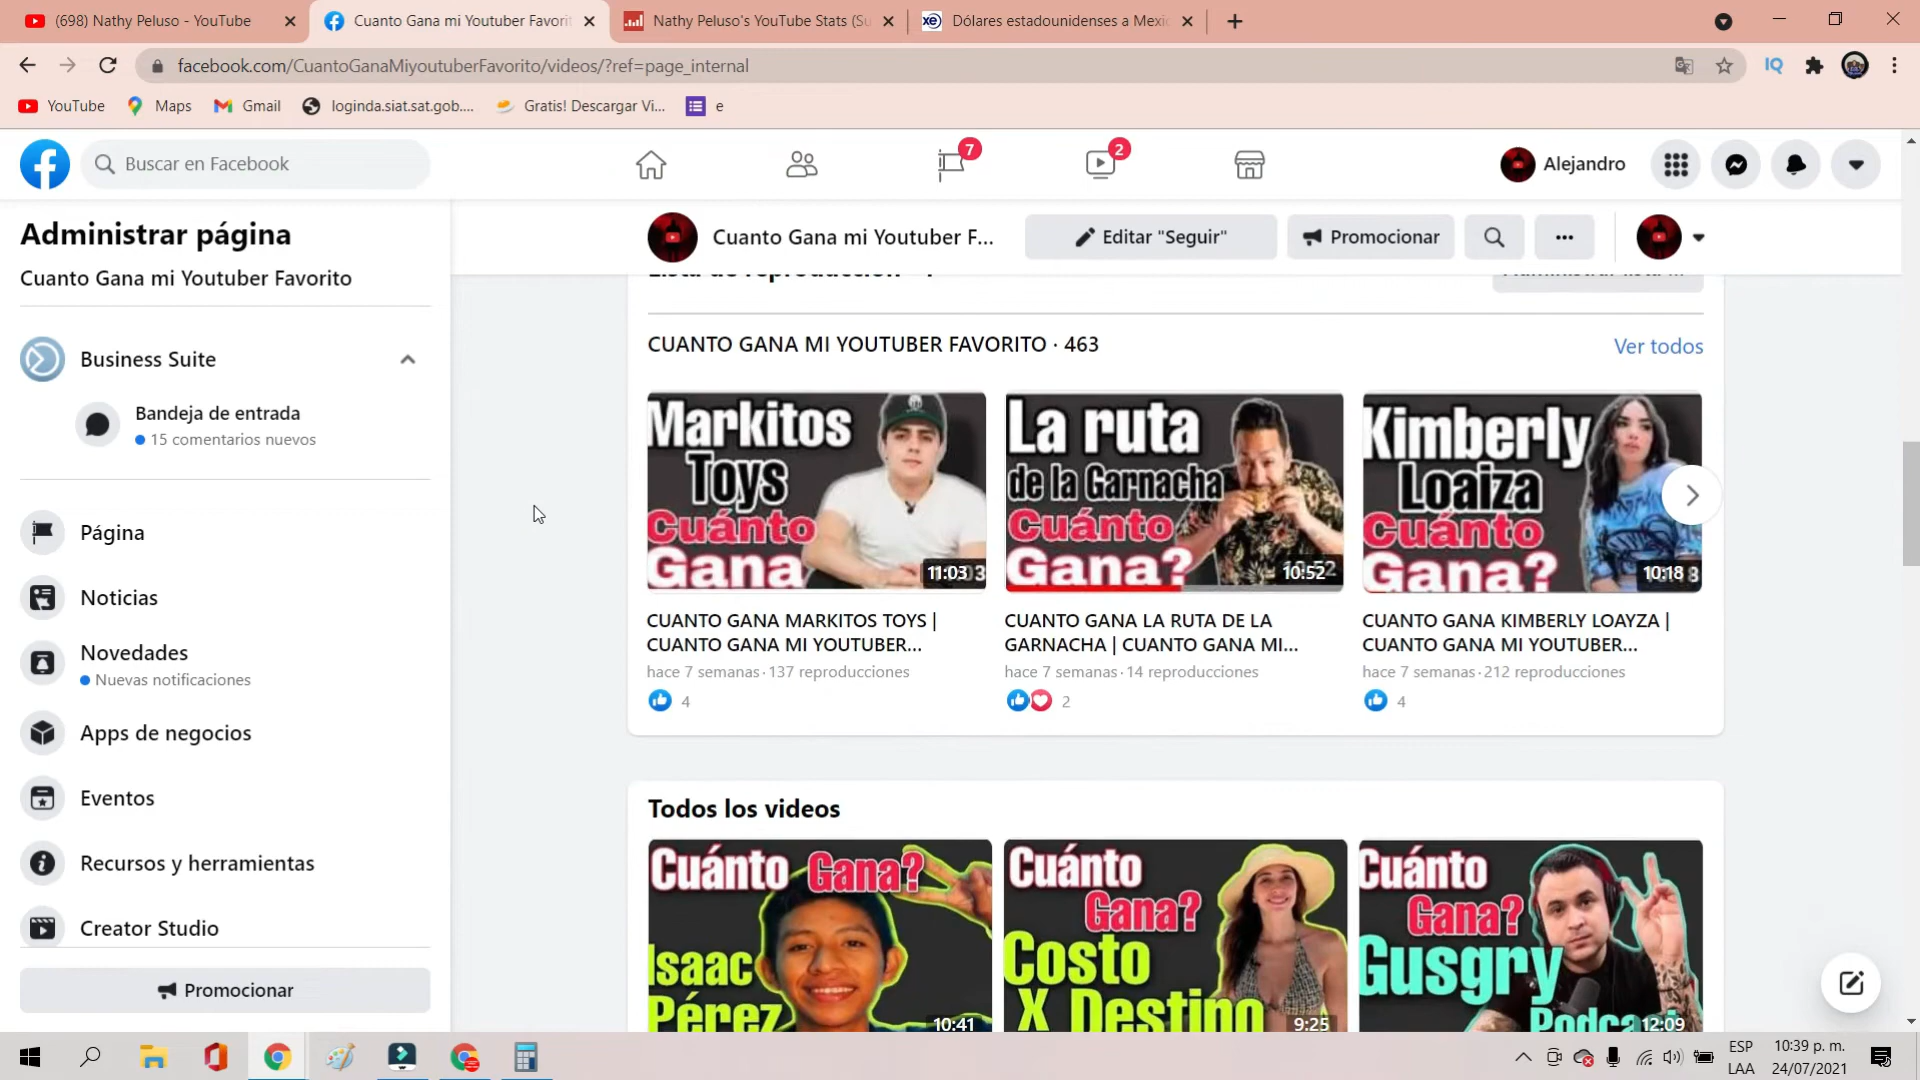 (698) Nathy Peluso - YouTube
Cuanto Gana mi Youtuber Favorit
Nathy Peluso's YouTube Stats (Su
Dólares estadounidenses a Mexic
facebook.com/CuantoGanaMiyoutuberFavorito/videos/?ref=page_internal
IQ
YouTube
Maps
Gmail
loginda.siat.sat.gob....
Gratis! Descargar Vi...
e
Buscar en Facebook
7
2
Alejandro
Administrar página
Cuanto Gana mi Youtuber Favorito
Cuanto Gana mi Youtuber F...
Editar "Seguir"
Promocionar
Business Suite
Bandeja de entrada
15 comentarios nuevos
Página
Noticias
Novedades
Nuevas notificaciones
Apps de negocios
Eventos
Recursos y herramientas
Creator Studio
Promocionar
CUANTO GANA MI YOUTUBER FAVORITO · 463
Ver todos
Markitos
Toys
Cuánto
Gana
11:03
La ruta
de la Garnacha
Cuánto
Gana?
10:52
Kimberly
Loaiza
Cuánto
Gana?
10:18
CUANTO GANA MARKITOS TOYS |
CUANTO GANA MI YOUTUBER...
hace 7 semanas · 137 reproducciones
4
CUANTO GANA LA RUTA DE LA
GARNACHA | CUANTO GANA MI...
hace 7 semanas · 14 reproducciones
2
CUANTO GANA KIMBERLY LOAYZA |
CUANTO GANA MI YOUTUBER...
hace 7 semanas · 212 reproducciones
4
Todos los videos
Cuánto Gana?
Isaac
Pérez
10:41
Cuánto
Gana?
Costo
X Destino
9:25
Cuánto
Gana?
Gusgry
Podcast
12:09
ESP
LAA
10:39 p. m.
24/07/2021